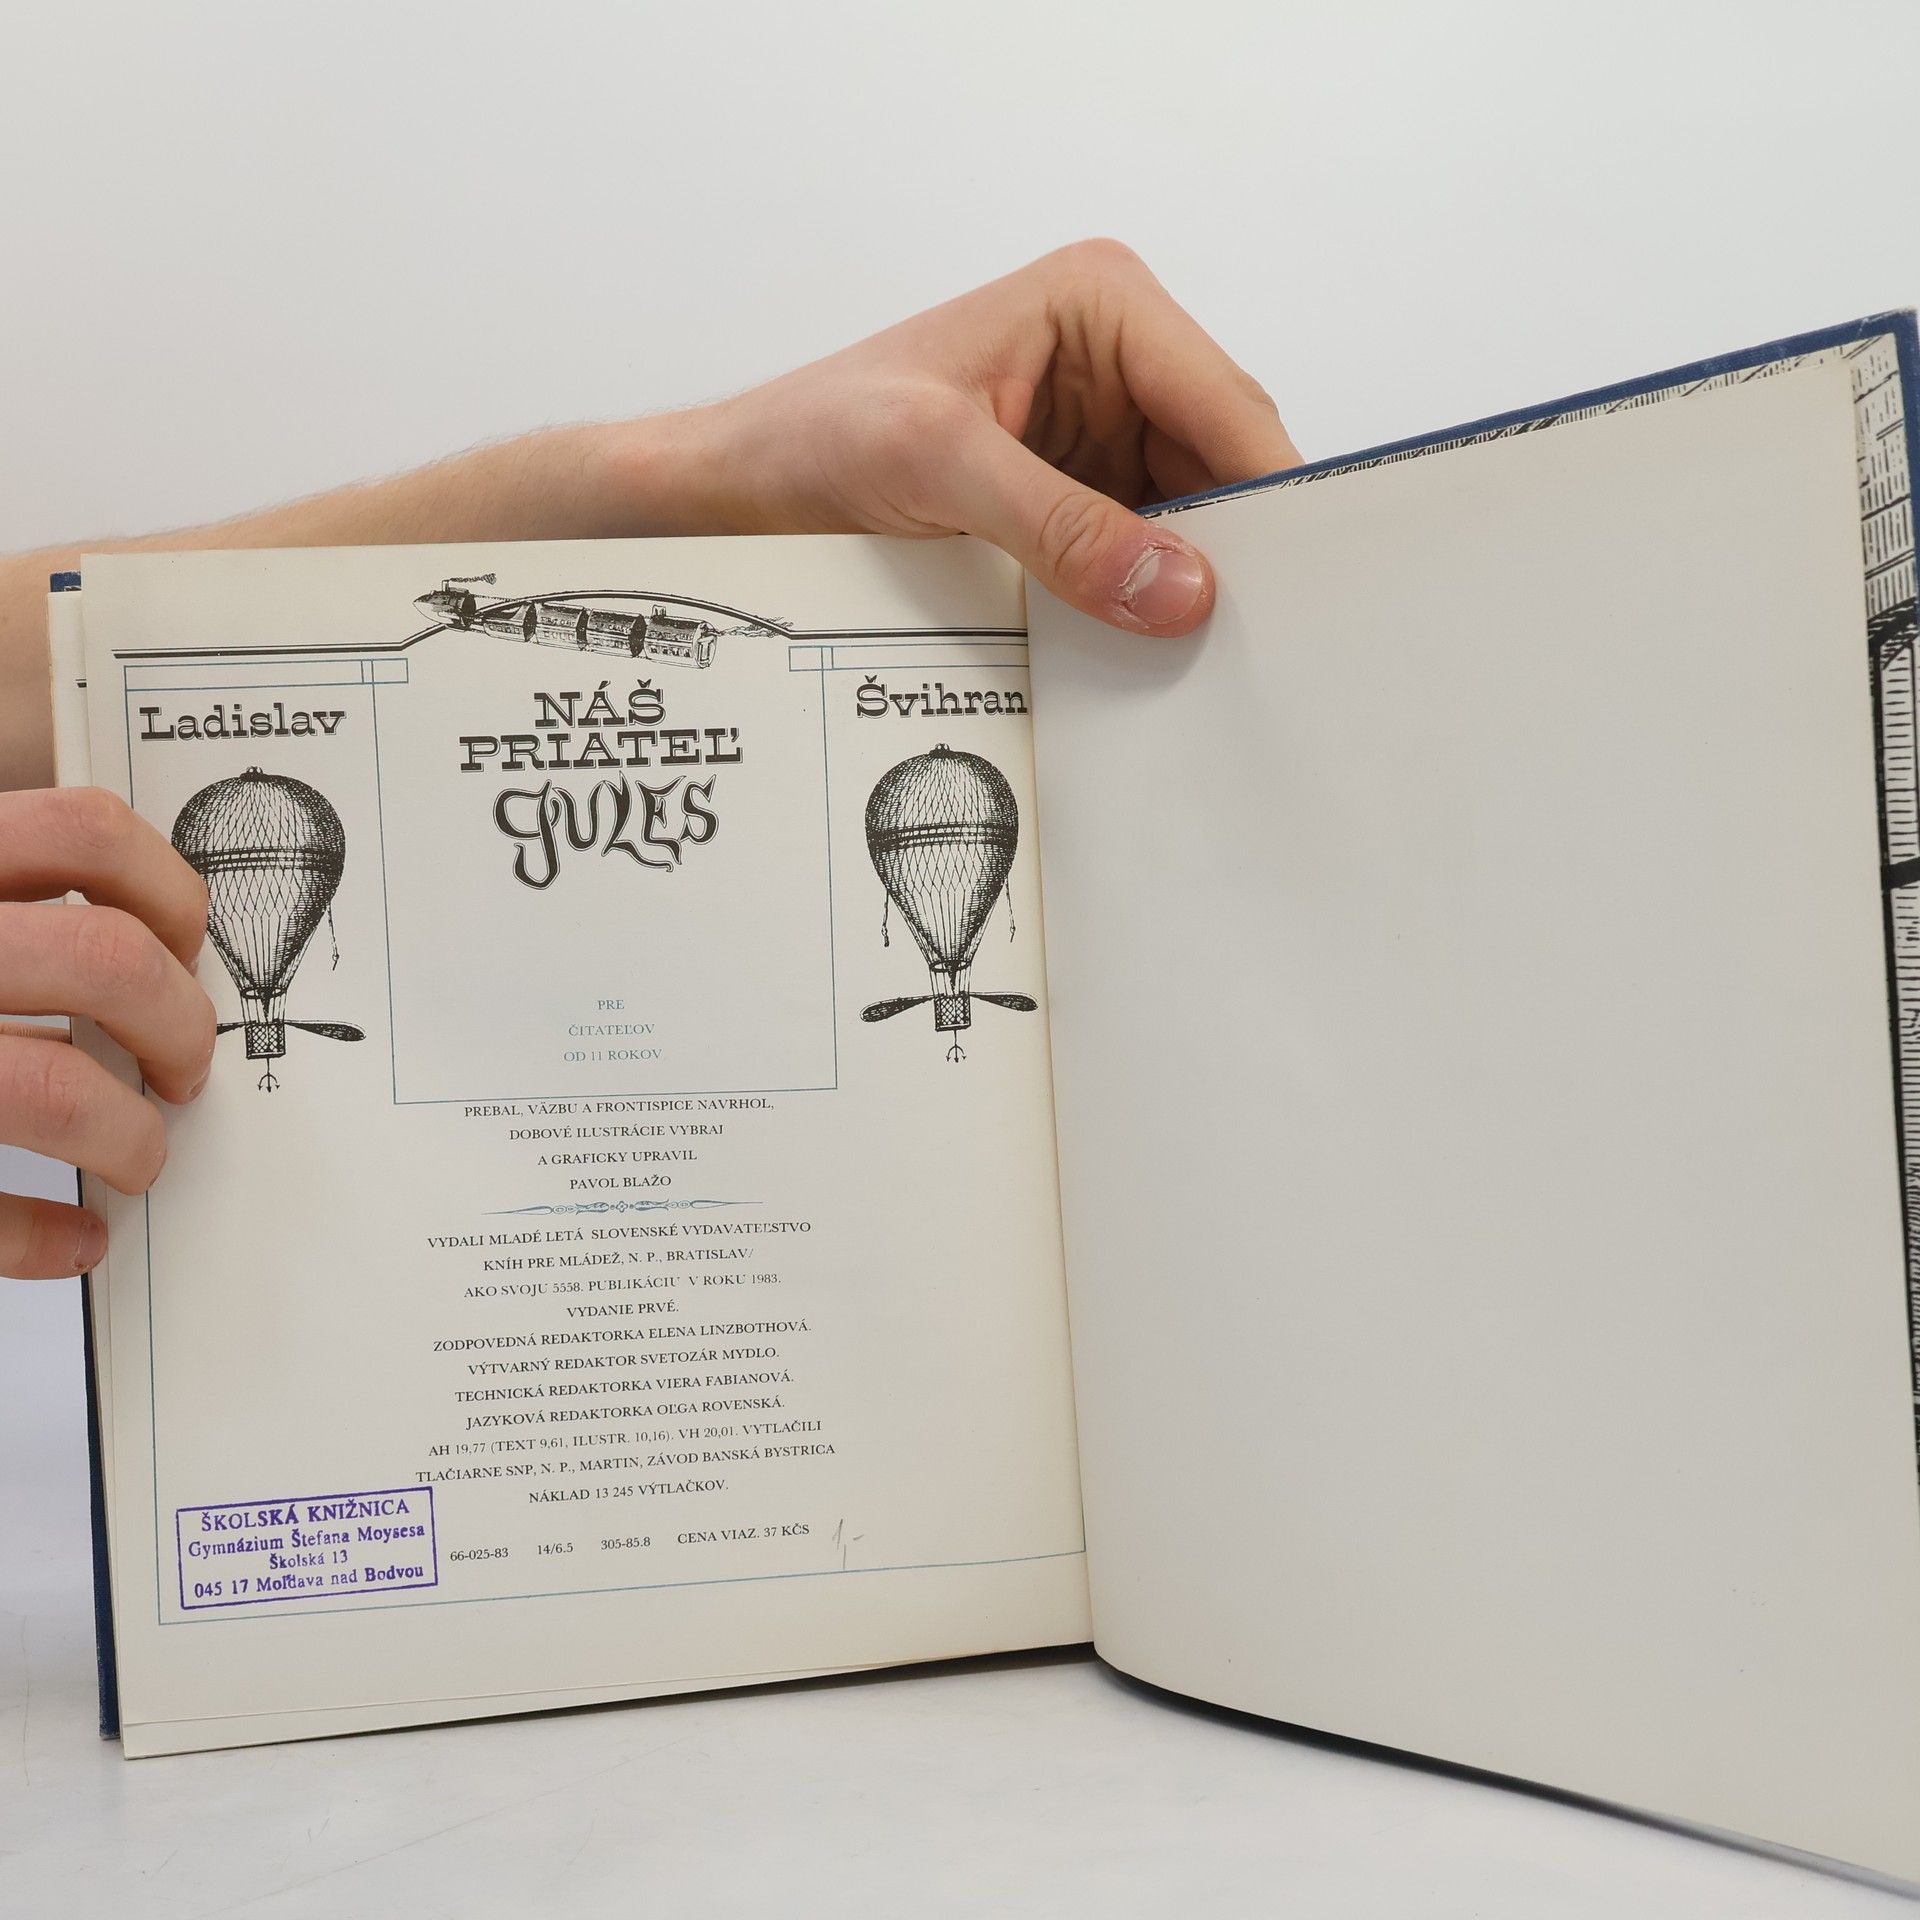 Ladislav
NÁŠ
PRIATEĽ
JULES
Švihran
PRE
ČITATEĽOV
OD 11 ROKOV
PREBAL, VÄZBU A FRONTISPICE NAVRHOL,
DOBOVÉ ILUSTRÁCIE VYBRAL
A GRAFICKY UPRAVIL
PAVOL BLAŽO
VYDALI MLADÉ LETÁ SLOVENSKÉ VYDAVATEĽSTVO
KNÍH PRE MLÁDEŽ, N. P., BRATISLAVA
AKO SVOJU 5558. PUBLIKÁCIU V ROKU 1983.
VYDANIE PRVÉ.
ZODPOVEDNÁ REDAKTORKA ELENA LINZBOTHOVÁ.
VÝTVARNÝ REDAKTOR SVETOZÁR MYDLO.
TECHNICKÁ REDAKTORKA VIERA FABIANOVÁ.
JAZYKOVÁ REDAKTORKA OĽGA ROVENSKÁ.
AH 19,77 (TEXT 9,61, ILUSTR. 10,16). VH 20,01. VYTLAČILI
TLAČIARNE SNP, N. P., MARTIN, ZÁVOD BANSKÁ BYSTRICA
NÁKLAD 13 245 VÝTLAČKOV.
66-025-83 14/6.5 305-85.8 CENA VIAZ. 37 KČS 1,-
ŠKOLSKÁ KNIŽNICA
Gymnázium Štefana Moysesa
Školská 13
045 17 Moldava nad Bodvou